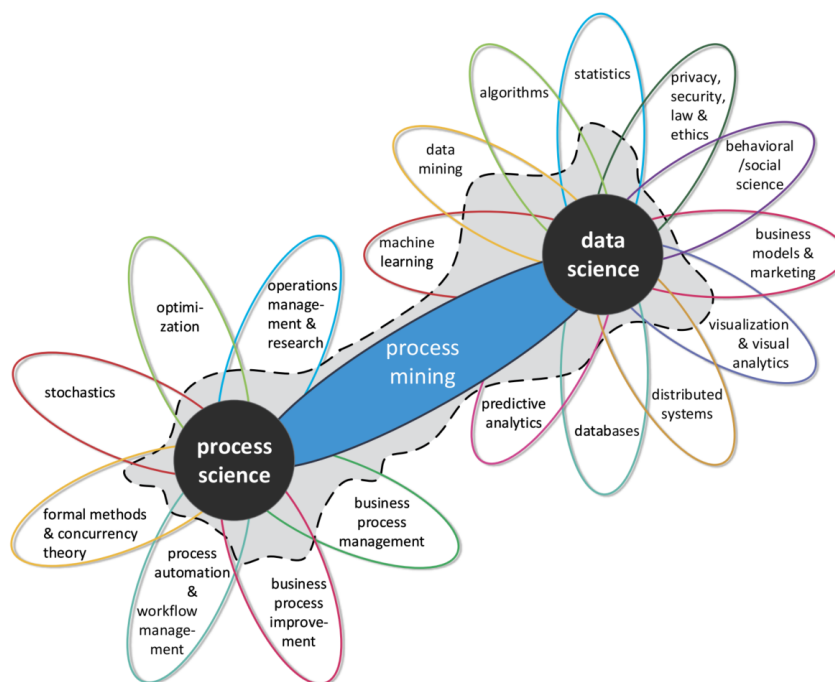 statistics
algorithms
privacy,
security,
law &
ethics
data
mining
behavioral
/social
science
machine
learning
data
science
business
models &
marketing
visualization
& visual
analytics
distributed
systems
databases
predictive
analytics
process
mining
operations
manage-
ment &
research
optimi-
zation
stochastics
process
science
formal methods
& concurrency
theory
process
automation
&
workflow
manage-
ment
business
process
improve-
ment
business
process
management